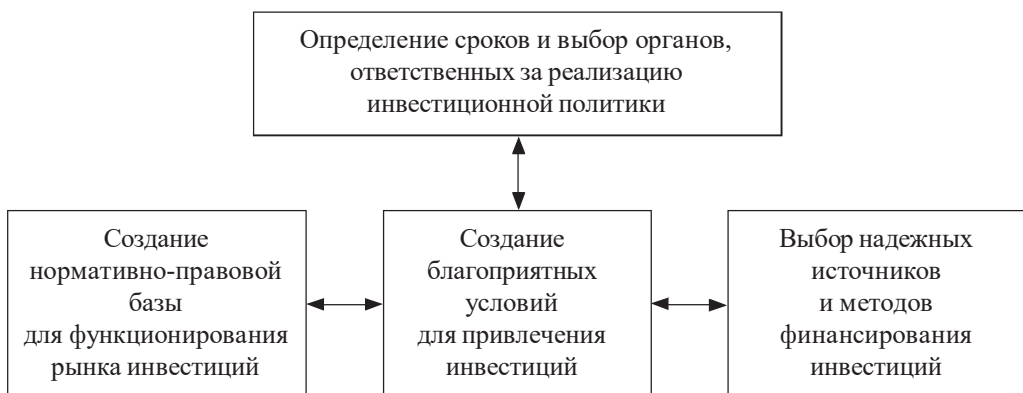 Определение сроков и выбор органов,
ответственных за реализацию
инвестиционной политики
Создание
нормативно-правовой
базы
для функционирования
рынка инвестиций
Создание
благоприятных
условий
для привлечения
инвестиций
Выбор надежных
источников
и методов
финансирования
инвестиций